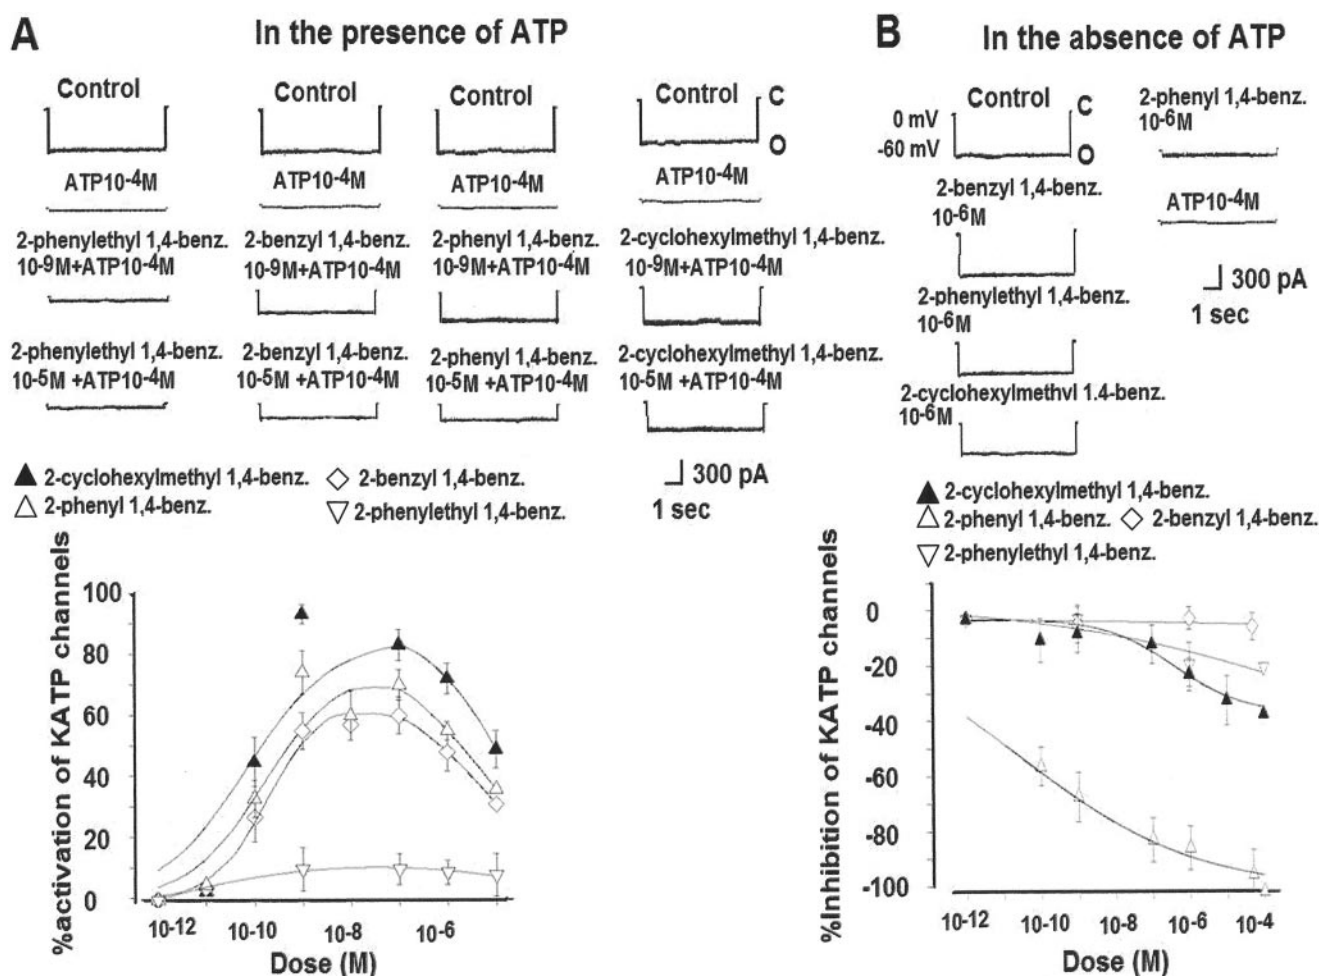 A In the presence of ATP
Control Control Control Control C
O
ATP10-4M ATP10-4M ATP10-4M ATP10-4M
2-phenylethyl 1,4-benz. 2-benzyl 1,4-benz. 2-phenyl 1,4-benz. 2-cyclohexylmethyl 1,4-benz.
10-9M+ATP10-4M 10-9M+ATP10-4M 10-9M+ATP10-4M 10-9M+ATP10-4M
2-phenylethyl 1,4-benz. 2-benzyl 1,4-benz. 2-phenyl 1,4-benz. 2-cyclohexylmethyl 1,4-benz.
10-5M +ATP10-4M 10-5M +ATP10-4M 10-5M +ATP10-4M 10-5M +ATP10-4M
300 pA
1 sec
2-cyclohexylmethyl 1,4-benz. 2-benzyl 1,4-benz.
2-phenyl 1,4-benz. 2-phenylethyl 1,4-benz.
%activation of KATP channels
100
80
60
40
20
0
10-12 10-10 10-8 10-6
Dose (M)
B In the absence of ATP
Control C
0 mV
-60 mV O
2-benzyl 1,4-benz.
10-6M
2-phenylethyl 1,4-benz.
10-6M
2-cyclohexylmethyl 1.4-benz.
10-6M
2-phenyl 1,4-benz.
10-6M
ATP10-4M
300 pA
1 sec
2-cyclohexylmethyl 1,4-benz.
2-phenyl 1,4-benz. 2-benzyl 1,4-benz.
2-phenylethyl 1,4-benz.
%Inhibition of KATP channels
0
-20
-40
-60
-80
-100
10-12 10-10 10-8 10-6 10-4
Dose (M)